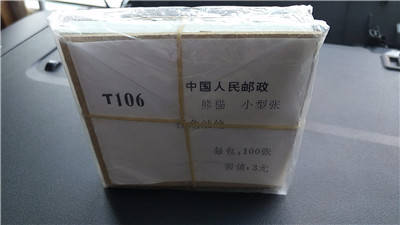 T106
中国人民邮政
熊猫 小型张
每包:100张
面值:3元